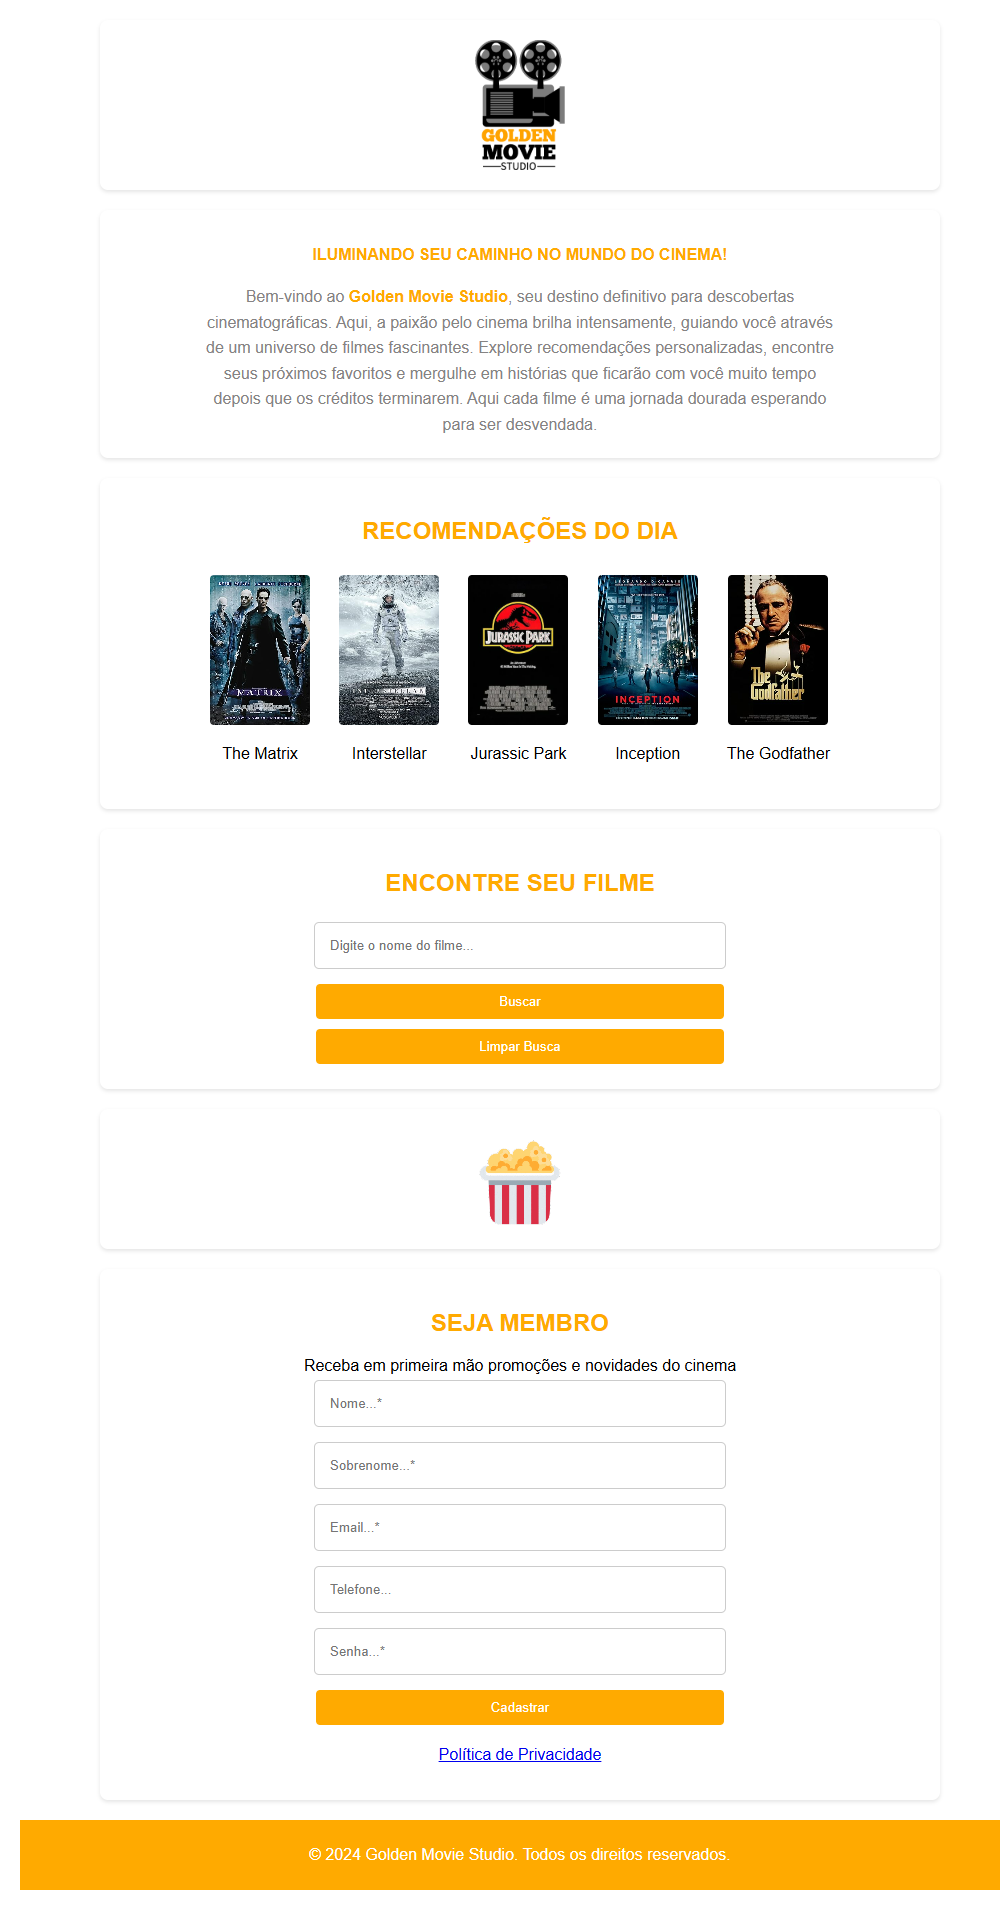 GOLDEN
MOVIE
STUDIO
ILUMINANDO SEU CAMINHO NO MUNDO DO CINEMA!
Bem-vindo ao Golden Movie Studio, seu destino definitivo para descobertas
cinematográficas. Aqui, a paixão pelo cinema brilha intensamente, guiando você através
de um universo de filmes fascinantes. Explore recomendações personalizadas, encontre
seus próximos favoritos e mergulhe em histórias que ficarão com você muito tempo
depois que os créditos terminarem. Aqui cada filme é uma jornada dourada esperando
para ser desvendada.
RECOMENDAÇÕES DO DIA
MATRIX
INTERSTELLAR
JURASSIC PARK
INCEPTION
The
Godfather
The Matrix
Interstellar
Jurassic Park
Inception
The Godfather
ENCONTRE SEU FILME
Digite o nome do filme...
Buscar
Limpar Busca
SEJA MEMBRO
Receba em primeira mão promoções e novidades do cinema
Nome...*
Sobrenome...*
Email...*
Telefone...
Senha...*
Cadastrar
Política de Privacidade
© 2024 Golden Movie Studio. Todos os direitos reservados.